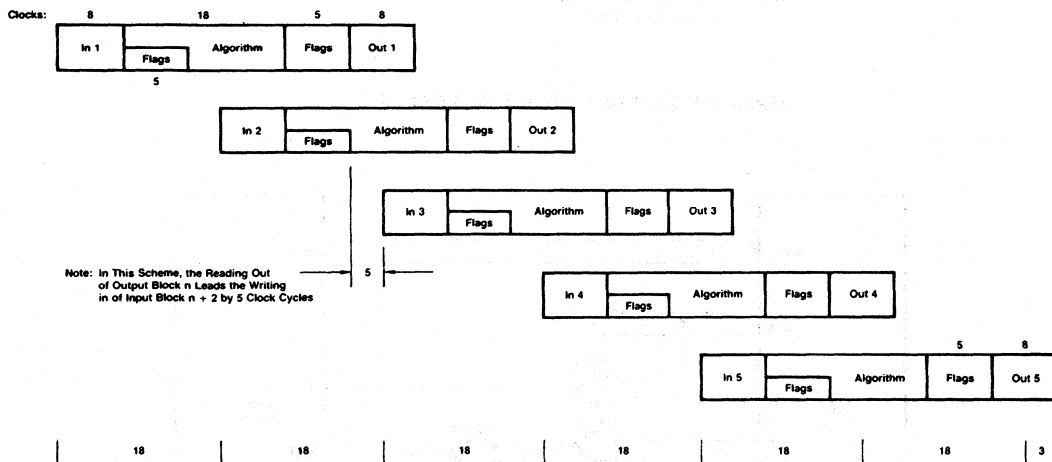 Clocks: 8 18 5 8
In 1 Flags Algorithm Flags Out 1
5
In 2 Flags Algorithm Flags Out 2
In 3 Flags Algorithm Flags Out 3
5
Note: In This Scheme, the Reading Out
of Output Block n Leads the Writing
in of Input Block n + 2 by 5 Clock Cycles
In 4 Flags Algorithm Flags Out 4
5 8
In 5 Flags Algorithm Flags Out 5
18 18 18 18 18 18 3